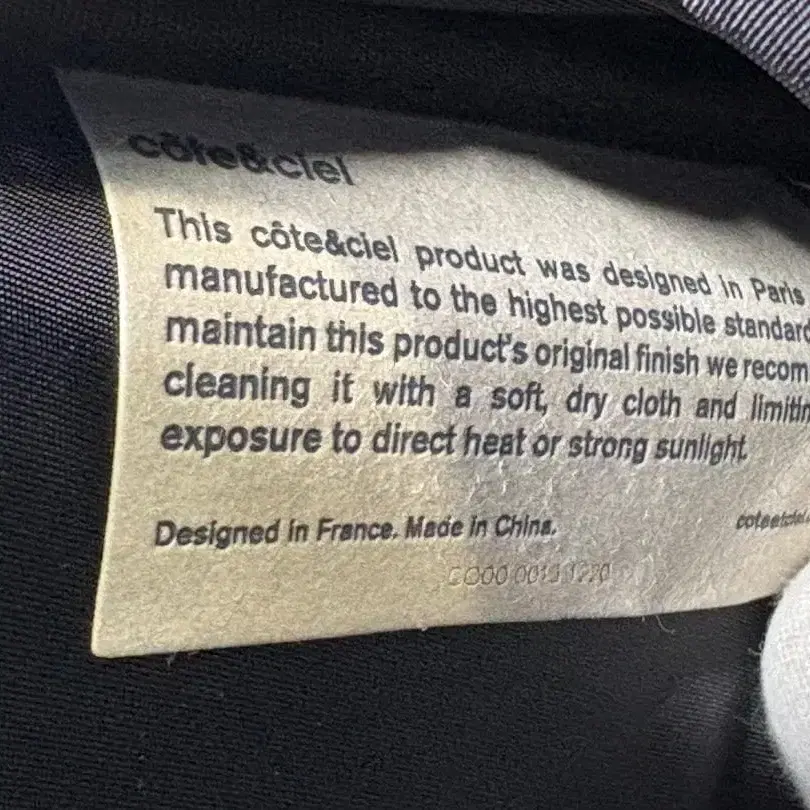 côte&ciel
This côte&ciel product was designed in Paris
manufactured to the highest possible standar
maintain this product's original finish we recom
cleaning it with a soft, dry cloth and limitin
exposure to direct heat or strong sunlight.
Designed in France. Made in China.